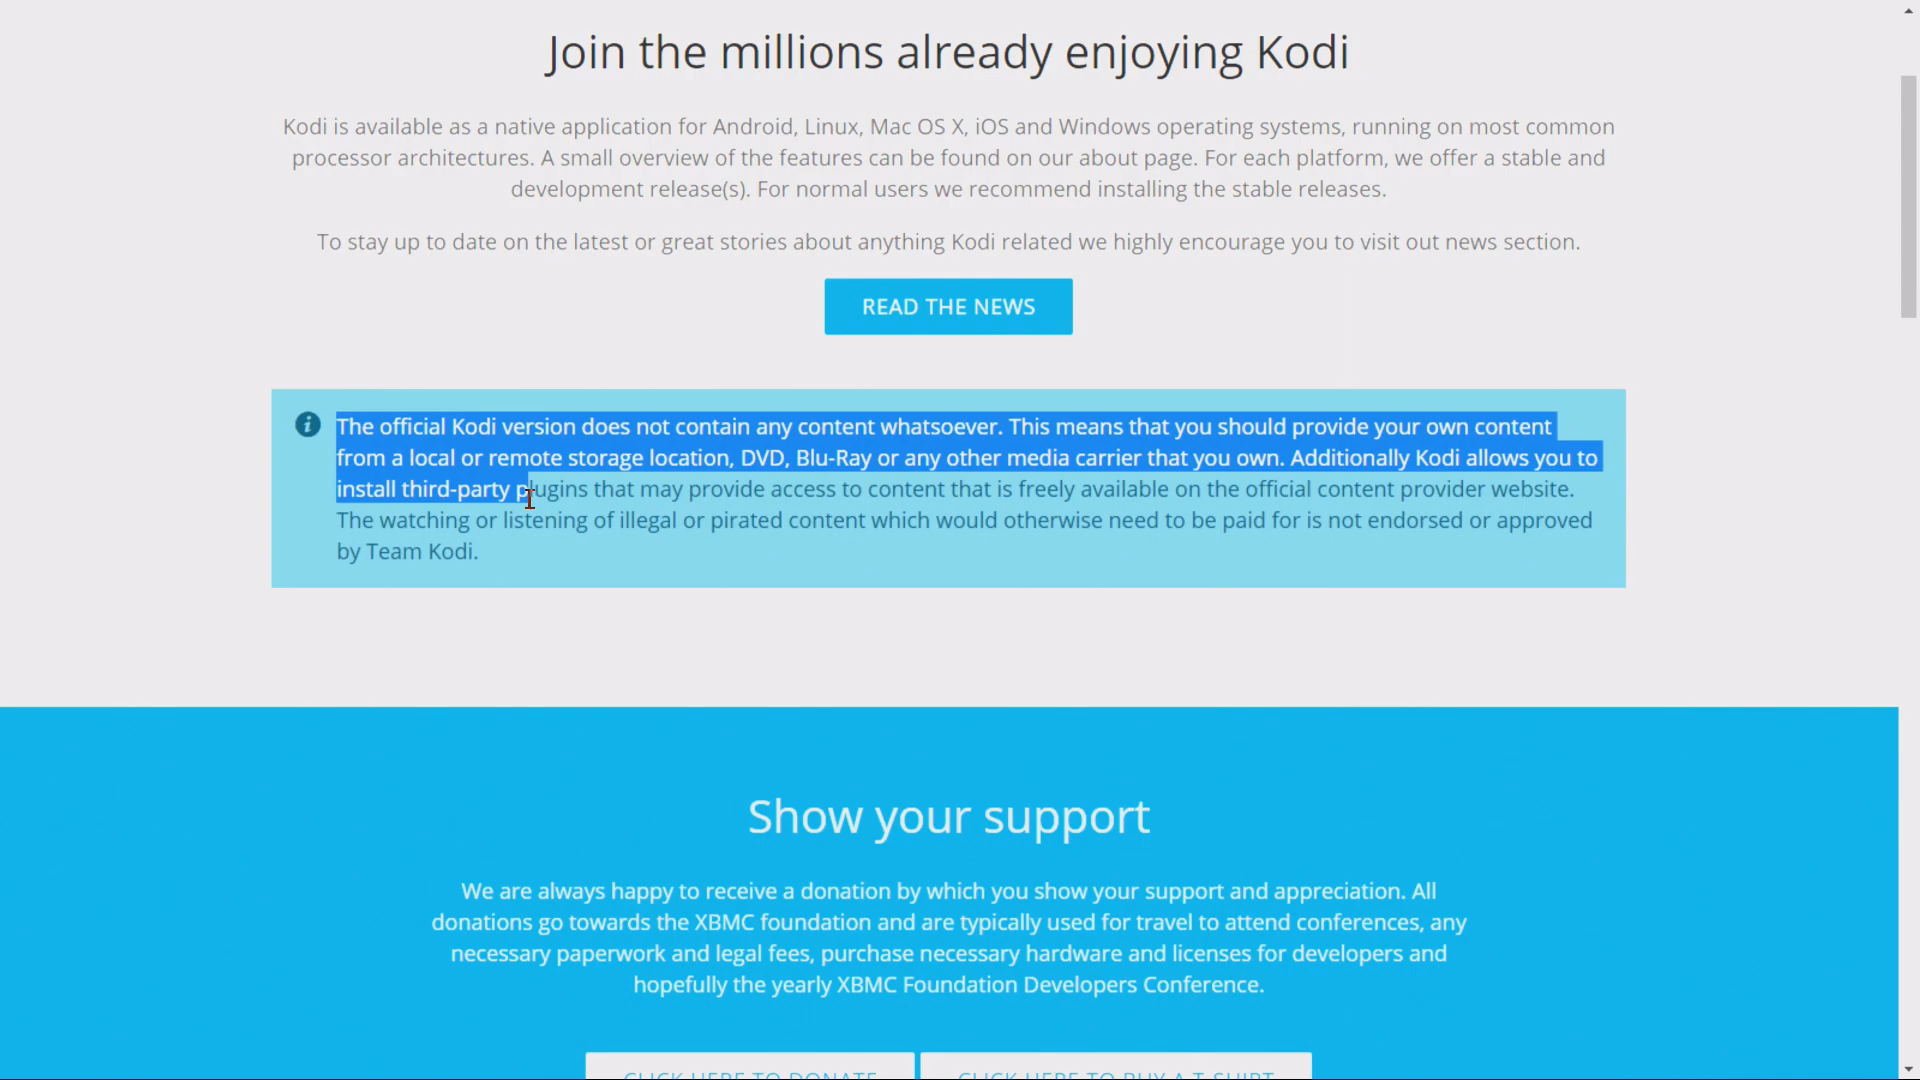 Join the millions already enjoying Kodi
Kodi is available as a native application for Android, Linux, Mac OS X, iOS and Windows operating systems, running on most common
processor architectures. A small overview of the features can be found on our about page. For each platform, we offer a stable and
development release(s). For normal users we recommend installing the stable releases.
To stay up to date on the latest or great stories about anything Kodi related we highly encourage you to visit out news section.
READ THE NEWS
The official Kodi version does not contain any content whatsoever. This means that you should provide your own content
from a local or remote storage location, DVD, Blu-Ray or any other media carrier that you own. Additionally Kodi allows you to
install third-party plugins that may provide access to content that is freely available on the official content provider website.
The watching or listening of illegal or pirated content which would otherwise need to be paid for is not endorsed or approved
by Team Kodi.
Show your support
We are always happy to receive a donation by which you show your support and appreciation. All
donations go towards the XBMC foundation and are typically used for travel to attend conferences, any
necessary paperwork and legal fees, purchase necessary hardware and licenses for developers and
hopefully the yearly XBMC Foundation Developers Conference.
CLICK HERE TO DONATE CLICK HERE TO BUY A T-SHIRT